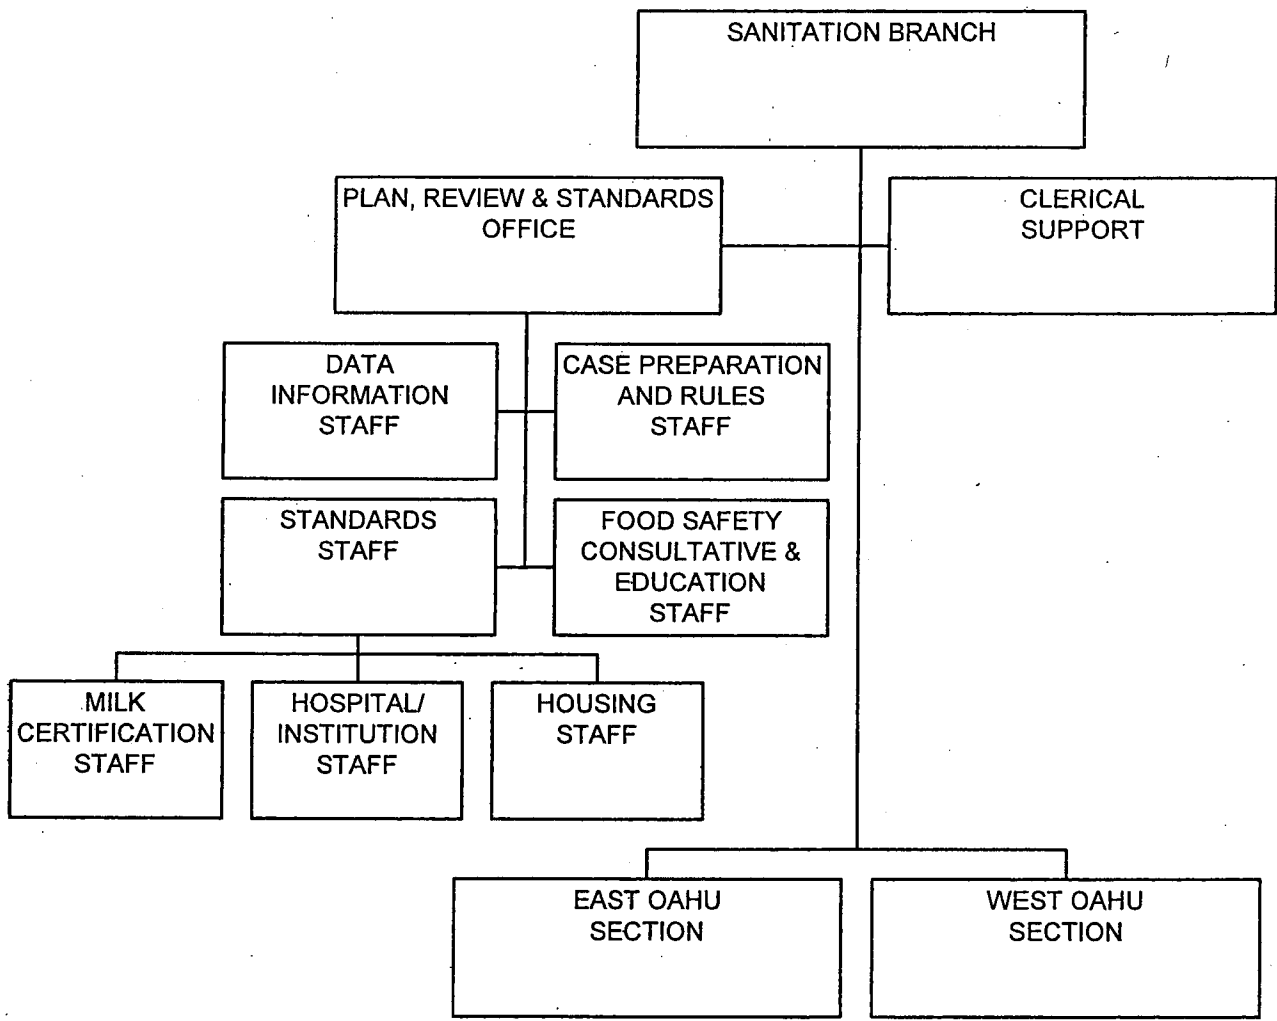 SANITATION BRANCH
PLAN, REVIEW & STANDARDS
OFFICE
CLERICAL
SUPPORT
DATA
INFORMATION
STAFF
CASE PREPARATION
AND RULES
STAFF
STANDARDS
STAFF
FOOD SAFETY
CONSULTATIVE &
EDUCATION
STAFF
MILK
CERTIFICATION
STAFF
HOSPITAL/
INSTITUTION
STAFF
HOUSING
STAFF
EAST OAHU
SECTION
WEST OAHU
SECTION